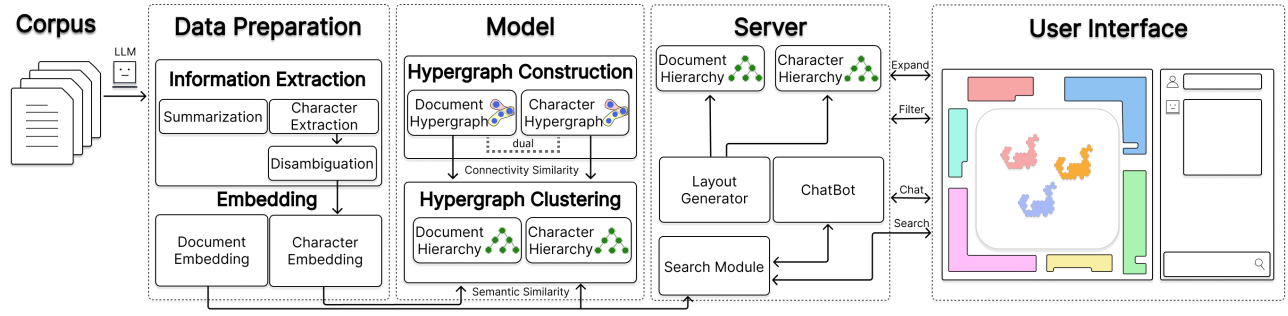 Corpus
LLM
Data Preparation
Information Extraction
Summarization
Character
Extraction
Disambiguation
Embedding
Document
Embedding
Character
Embedding
Model
Hypergraph Construction
Document
Hypergraph
Character
Hypergraph
dual
Connectivity Similarity
Hypergraph Clustering
Document
Hierarchy
Character
Hierarchy
Semantic Similarity
Server
Document
Hierarchy
Character
Hierarchy
Layout
Generator
ChatBot
Search Module
Expand
Filter
Chat
Search
User Interface